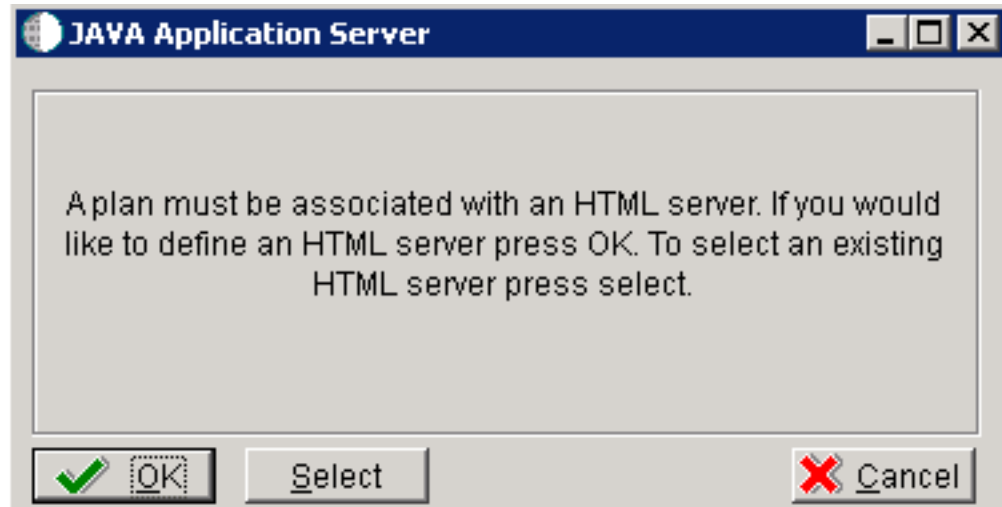 JAVA Application Server
A plan must be associated with an HTML server. If you would
like to define an HTML server press OK. To select an existing
HTML server press select.
OK
Select
Cancel